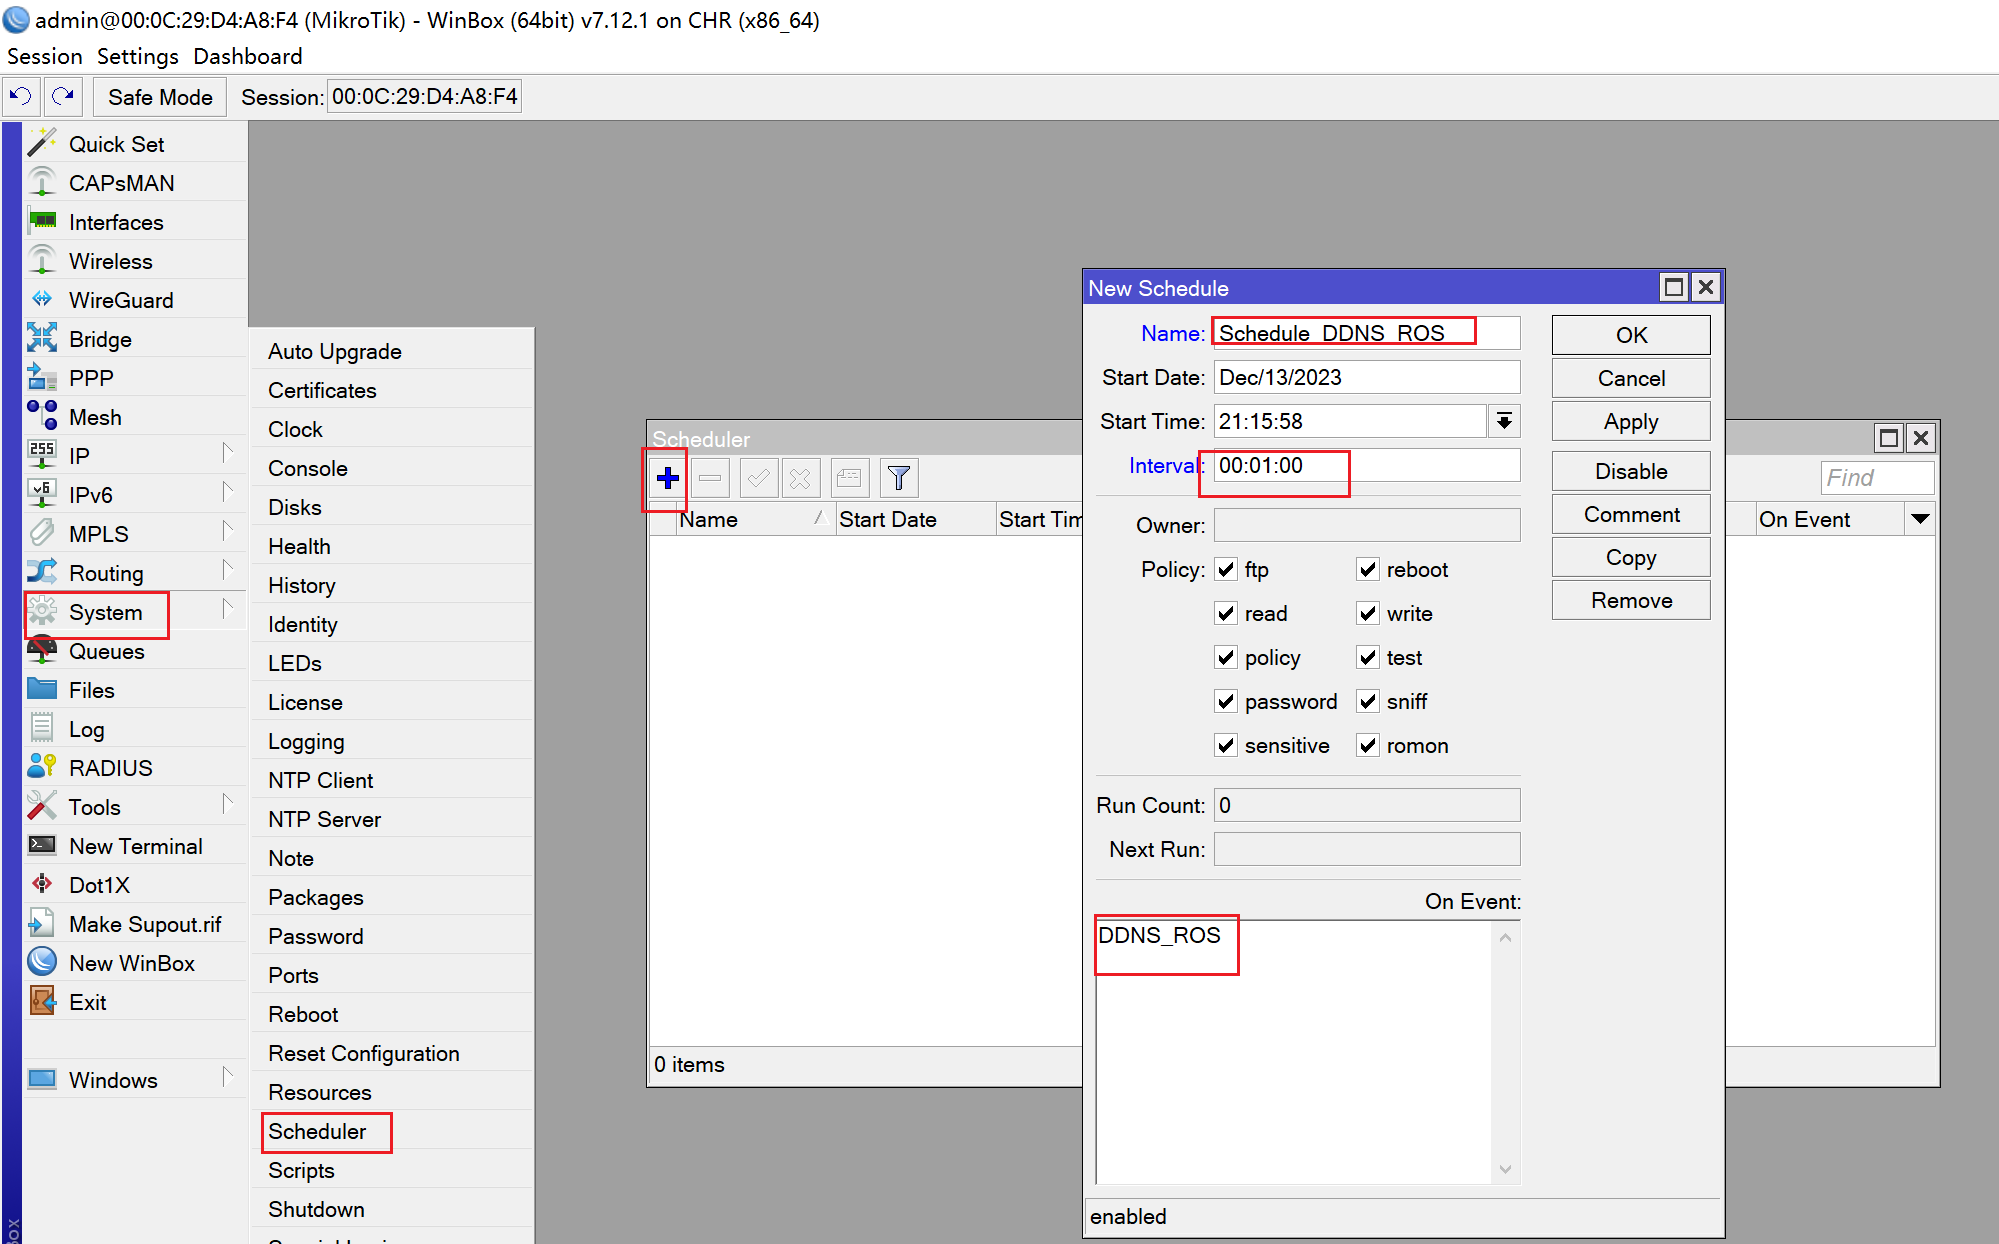 admin@00:0C:29:D4:A8:F4 (MikroTik) - WinBox (64bit) v7.12.1 on CHR (x86_64)
Session Settings Dashboard
Safe Mode Session: 00:0C:29:D4:A8:F4
Quick Set
CAPsMAN
Interfaces
Wireless
WireGuard
Bridge
PPP
Mesh
IP
IPv6
MPLS
Routing
System
Queues
Files
Log
RADIUS
Tools
New Terminal
Dot1X
Make Supout.rif
New WinBox
Exit
Windows
Auto Upgrade
Certificates
Clock
Console
Disks
Health
History
Identity
LEDs
License
Logging
NTP Client
NTP Server
Note
Packages
Password
Ports
Reboot
Reset Configuration
Resources
Scheduler
Scripts
Shutdown
Scheduler
Find
Name Start Date Start Tim On Event
0 items
New Schedule
Name: Schedule_DDNS_ROS
Start Date: Dec/13/2023
Start Time: 21:15:58
Interval: 00:01:00
Owner:
Policy: ftp reboot
read write
policy test
password sniff
sensitive romon
Run Count: 0
Next Run:
On Event:
DDNS_ROS
enabled
OK
Cancel
Apply
Disable
Comment
Copy
Remove